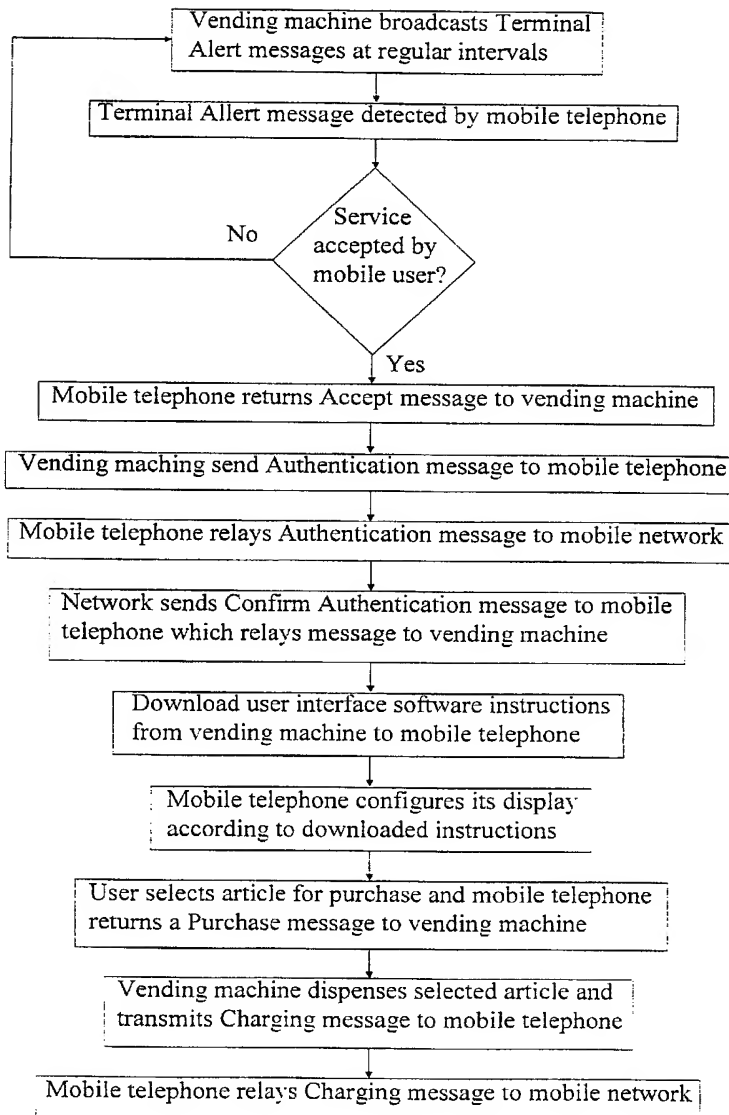 Vending machine broadcasts Terminal
Alert messages at regular intervals
Terminal Allert message detected by mobile telephone
Service
accepted by
mobile user?
No
Yes
Mobile telephone returns Accept message to vending machine
Vending maching send Authentication message to mobile telephone
Mobile telephone relays Authentication message to mobile network
Network sends Confirm Authentication message to mobile
telephone which relays message to vending machine
Download user interface software instructions
from vending machine to mobile telephone
Mobile telephone configures its display
according to downloaded instructions
User selects article for purchase and mobile telephone
returns a Purchase message to vending machine
Vending machine dispenses selected article and
transmits Charging message to mobile telephone
Mobile telephone relays Charging message to mobile network